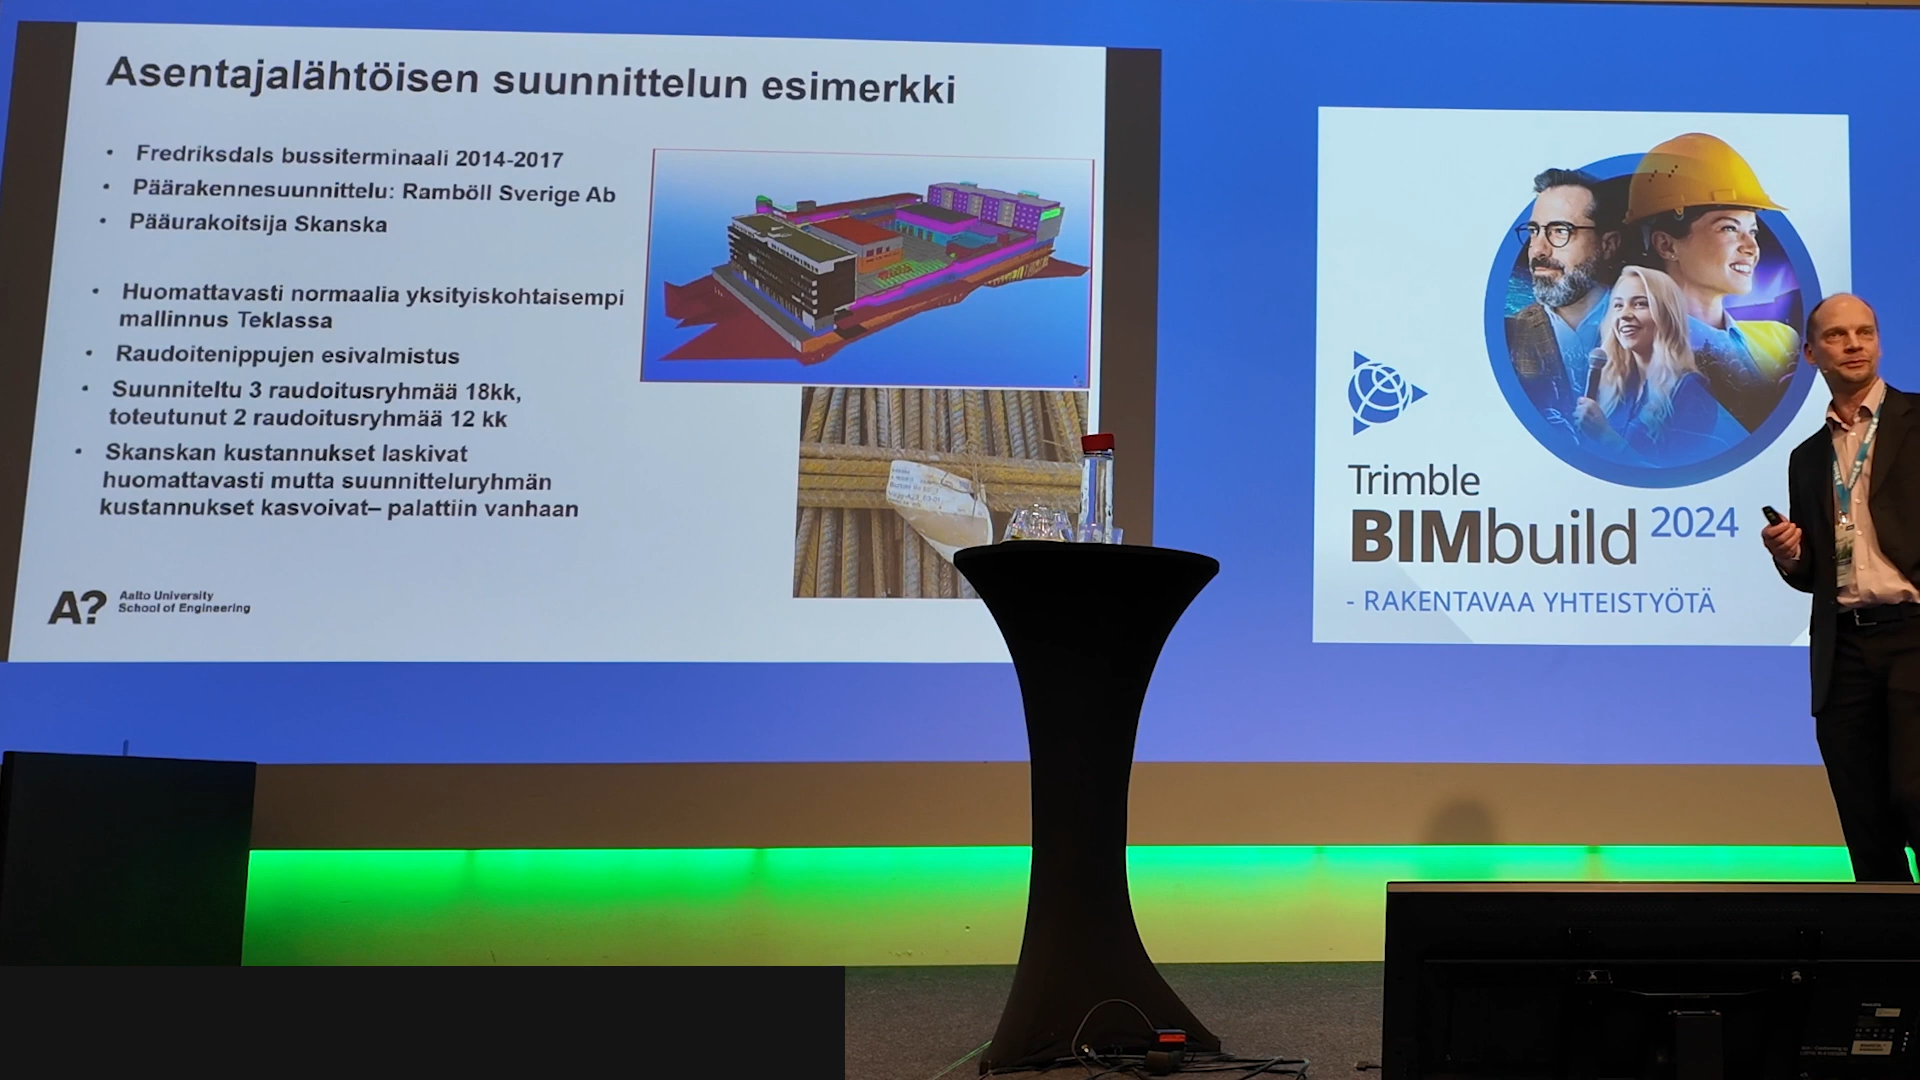 Asentajalähtöisen suunnittelun esimerkki
• Fredriksdals bussiterminaali 2014-2017
• Päärakennesuunnittelu: Ramböll Sverige Ab
• Pääurakoitsija Skanska
• Huomattavasti normaalia yksityiskohtaisempi
mallinnus Teklassa
• Raudoitenippujen esivalmistus
• Suunniteltu 3 raudoitusryhmää 18kk,
toteutunut 2 raudoitusryhmää 12 kk
• Skanskan kustannukset laskivat
huomattavasti mutta suunnitteluryhmän
kustannukset kasvoivat– palattiin vanhaan
A?
Aalto University
School of Engineering
Trimble
BIMbuild 2024
- RAKENTAVAA YHTEISTYÖTÄ